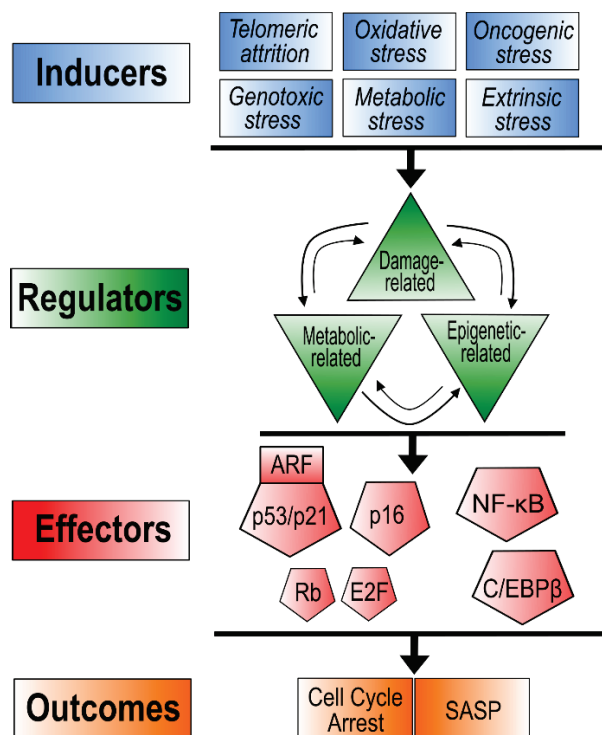 Inducers
Telomeric
attrition
Oxidative
stress
Oncogenic
stress
Genotoxic
stress
Metabolic
stress
Extrinsic
stress
Regulators
Damage-
related
Metabolic-
related
Epigenetic-
related
Effectors
ARF
p53/p21
p16
NF-κB
Rb
E2F
C/EBPβ
Outcomes
Cell Cycle
Arrest
SASP